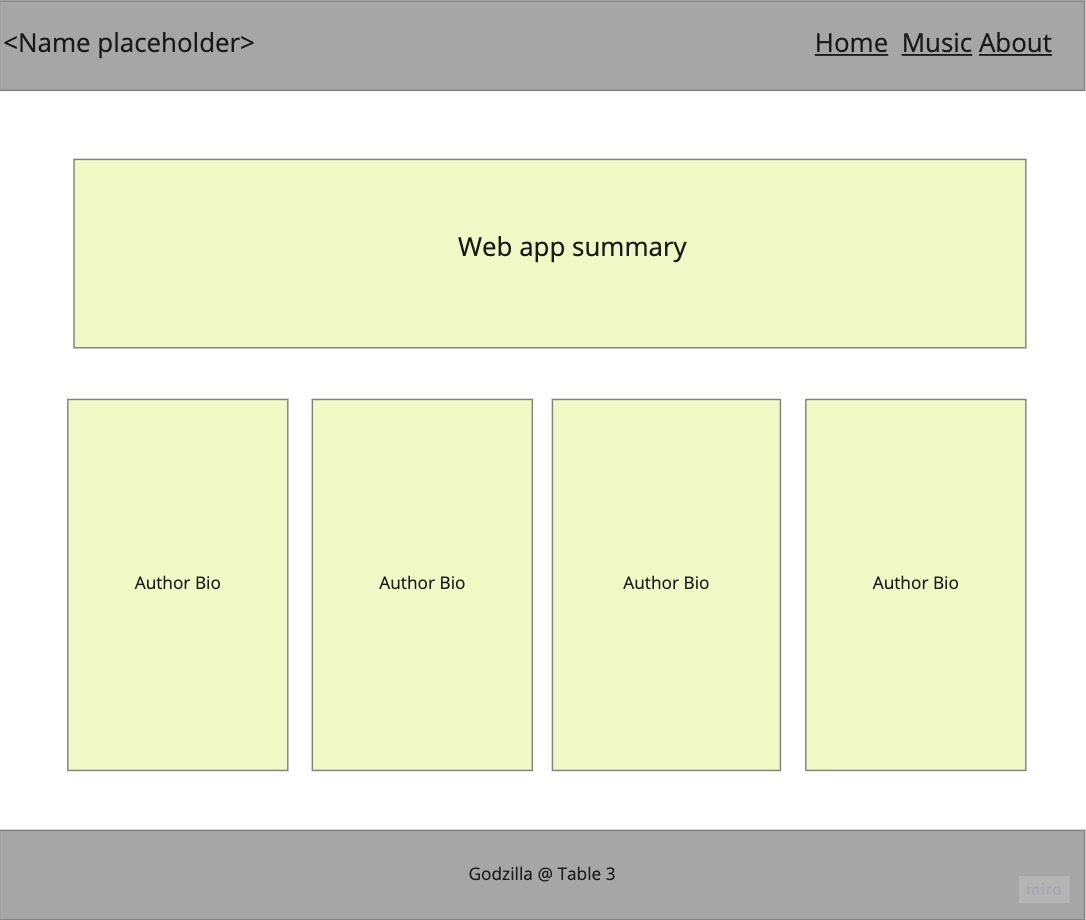 <Name placeholder> Home Music About
Web app summary
Author Bio Author Bio Author Bio Author Bio
Godzilla @ Table 3
miro